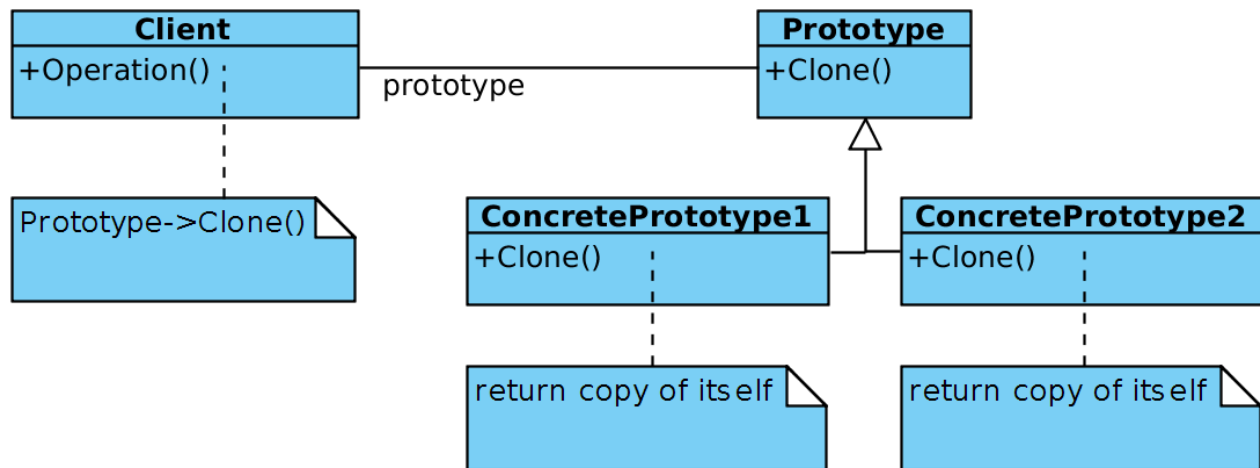 Client
+Operation()
prototype
Prototype
+Clone()
Prototype->Clone()
ConcretePrototype1
+Clone()
ConcretePrototype2
+Clone()
return copy of itself
return copy of itself